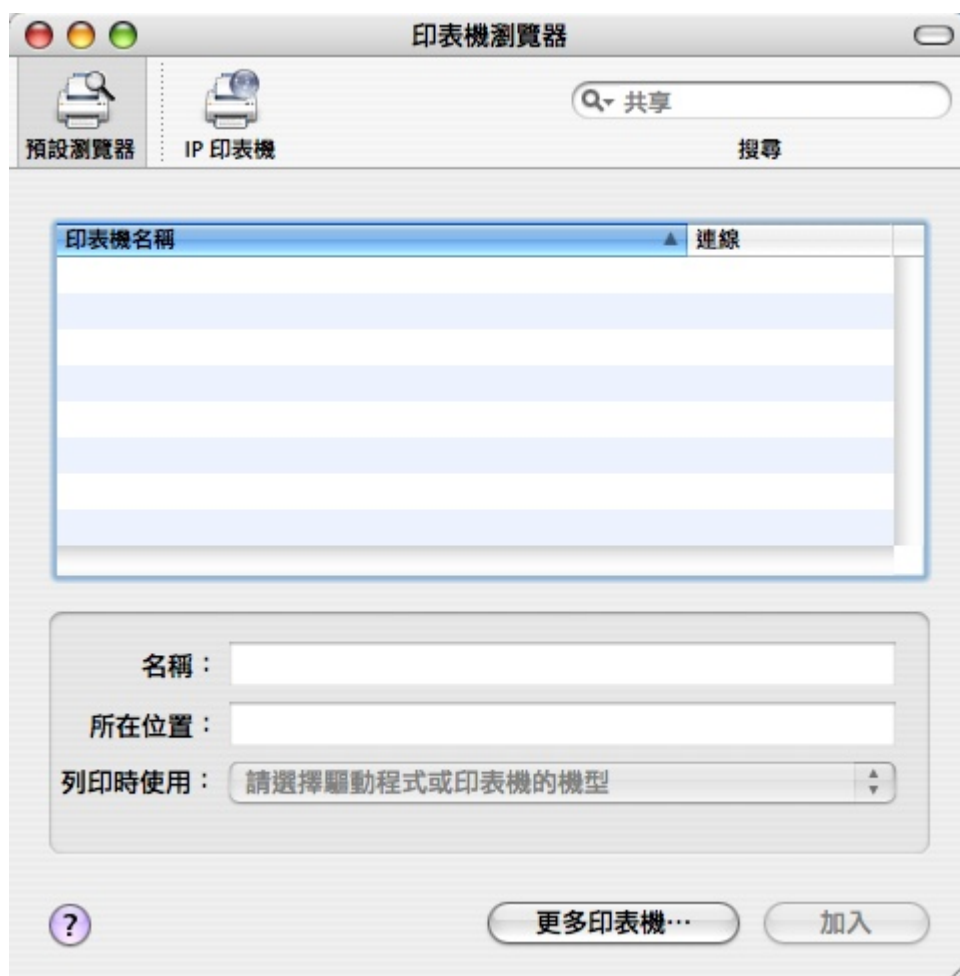 印表機瀏覽器
預設瀏覽器
IP 印表機
共享
搜尋
印表機名稱
連線
名稱：
所在位置：
列印時使用：
請選擇驅動程式或印表機的機型
?
更多印表機…
加入